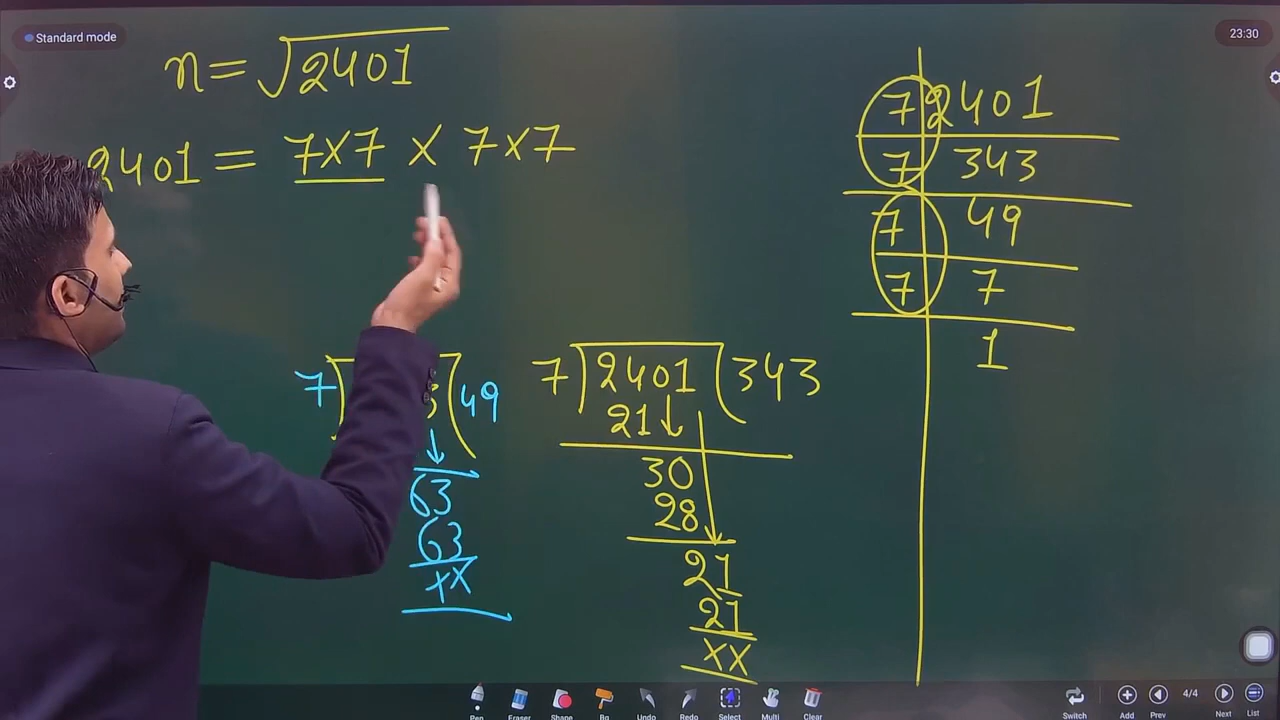 Standard mode
23:30
n = √2401
2401 = 7×7 × 7×7
7 2401
7 343
7 49
7 7
1
7 3 ( 49
63
63
××
7 ) 2401 ( 343
21
30
28
21
21
××
Pen Eraser Shape Bg Undo Redo Select Multi Clear
Switch Add Prev 4/4 Next List